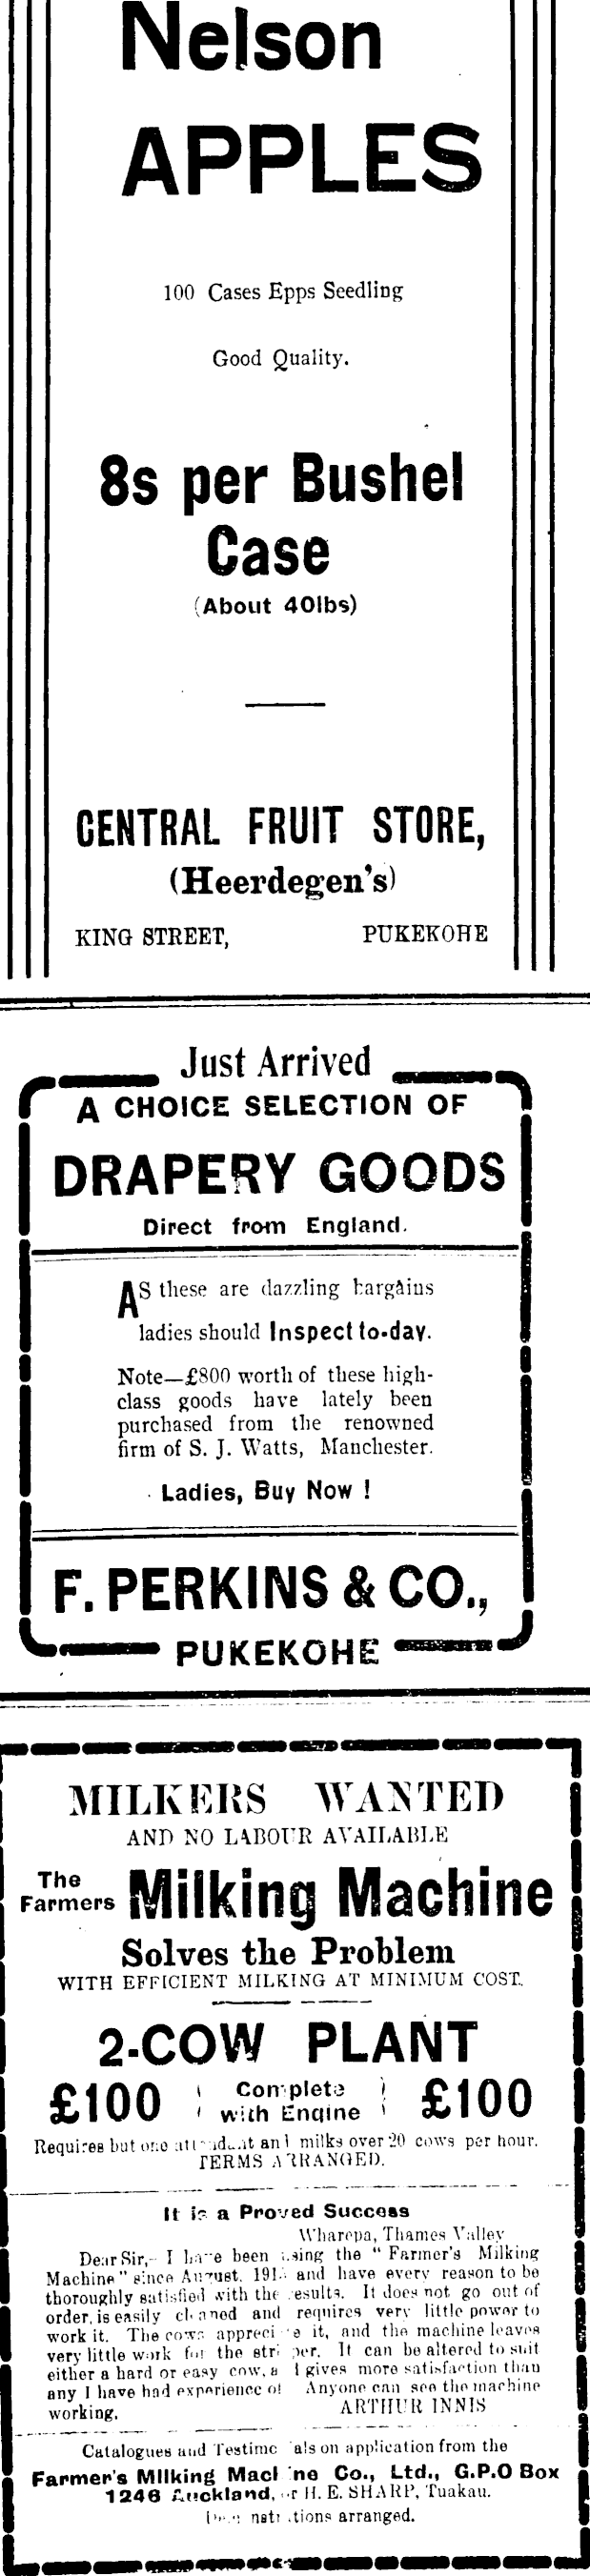 Nelson
APPLES
100 Cases Epps Seedling
Good Quality.
8s per Bushel
Case
(About 40lbs)
CENTRAL FRUIT STORE,
(Heerdegen's)
KING STREET, PUKEKOHE
Just Arrived
A CHOICE SELECTION OF
DRAPERY GOODS
Direct from England.
AS these are dazzling bargains
ladies should Inspect to-day.
Note—£800 worth of these high-
class goods have lately been
purchased from the renowned
firm of S. J. Watts, Manchester.
Ladies, Buy Now !
F. PERKINS & CO.,
PUKEKOHE
MILKERS WANTED
AND NO LABOUR AVAILABLE
The
Farmers Milking Machine
Solves the Problem
WITH EFFICIENT MILKING AT MINIMUM COST.
2-COW PLANT
£100 Complete £100
with Engine
Requires but one attendant and milks over 20 cows per hour.
TERMS ARRANGED.
It is a Proved Success
Wharepa, Thames Valley
Dear Sir,- I have been using the "Farmer's Milking
Machine" since August, and have every reason to be
thoroughly satisfied with the results. It does not go out of
order, is easily cleaned and requires very little power to
work it. The cows it, and the machine leaves
very little work for the It can be altered to suit
either a hard or easy cow, gives more satisfaction than
any I have had experience of Anyone can see the machine
working. ARTHUR INNIS
Catalogues and on application from the
Farmer's Milking Machine Co., Ltd., G.P.O Box
1246 Auckland, or H. E. SHARP, Tuakau.
arranged.